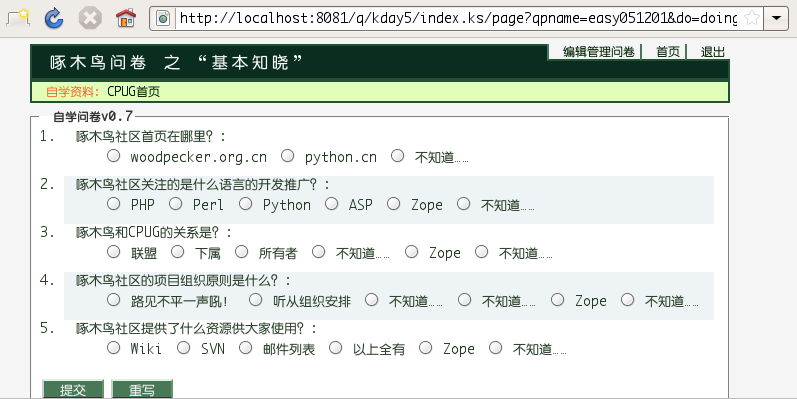 http://localhost:8081/q/kday5/index.ks/page?qpname=easy051201&do=doing
编辑管理问卷 首页 退出
啄木鸟问卷 之 “基本知晓”
自学资料: CPUG首页
自学问卷v0.7
1. 啄木鸟社区首页在哪里?:
woodpecker.org.cn python.cn 不知道……
2. 啄木鸟社区关注的是什么语言的开发推广?:
PHP Perl Python ASP Zope 不知道……
3. 啄木鸟和CPUG的关系是?:
联盟 下属 所有者 不知道…… Zope 不知道……
4. 啄木鸟社区的项目组织原则是什么?:
路见不平一声吼! 听从组织安排 不知道…… 不知道…… Zope 不知道……
5. 啄木鸟社区提供了什么资源供大家使用?:
Wiki SVN 邮件列表 以上全有 Zope 不知道……
提交 重写